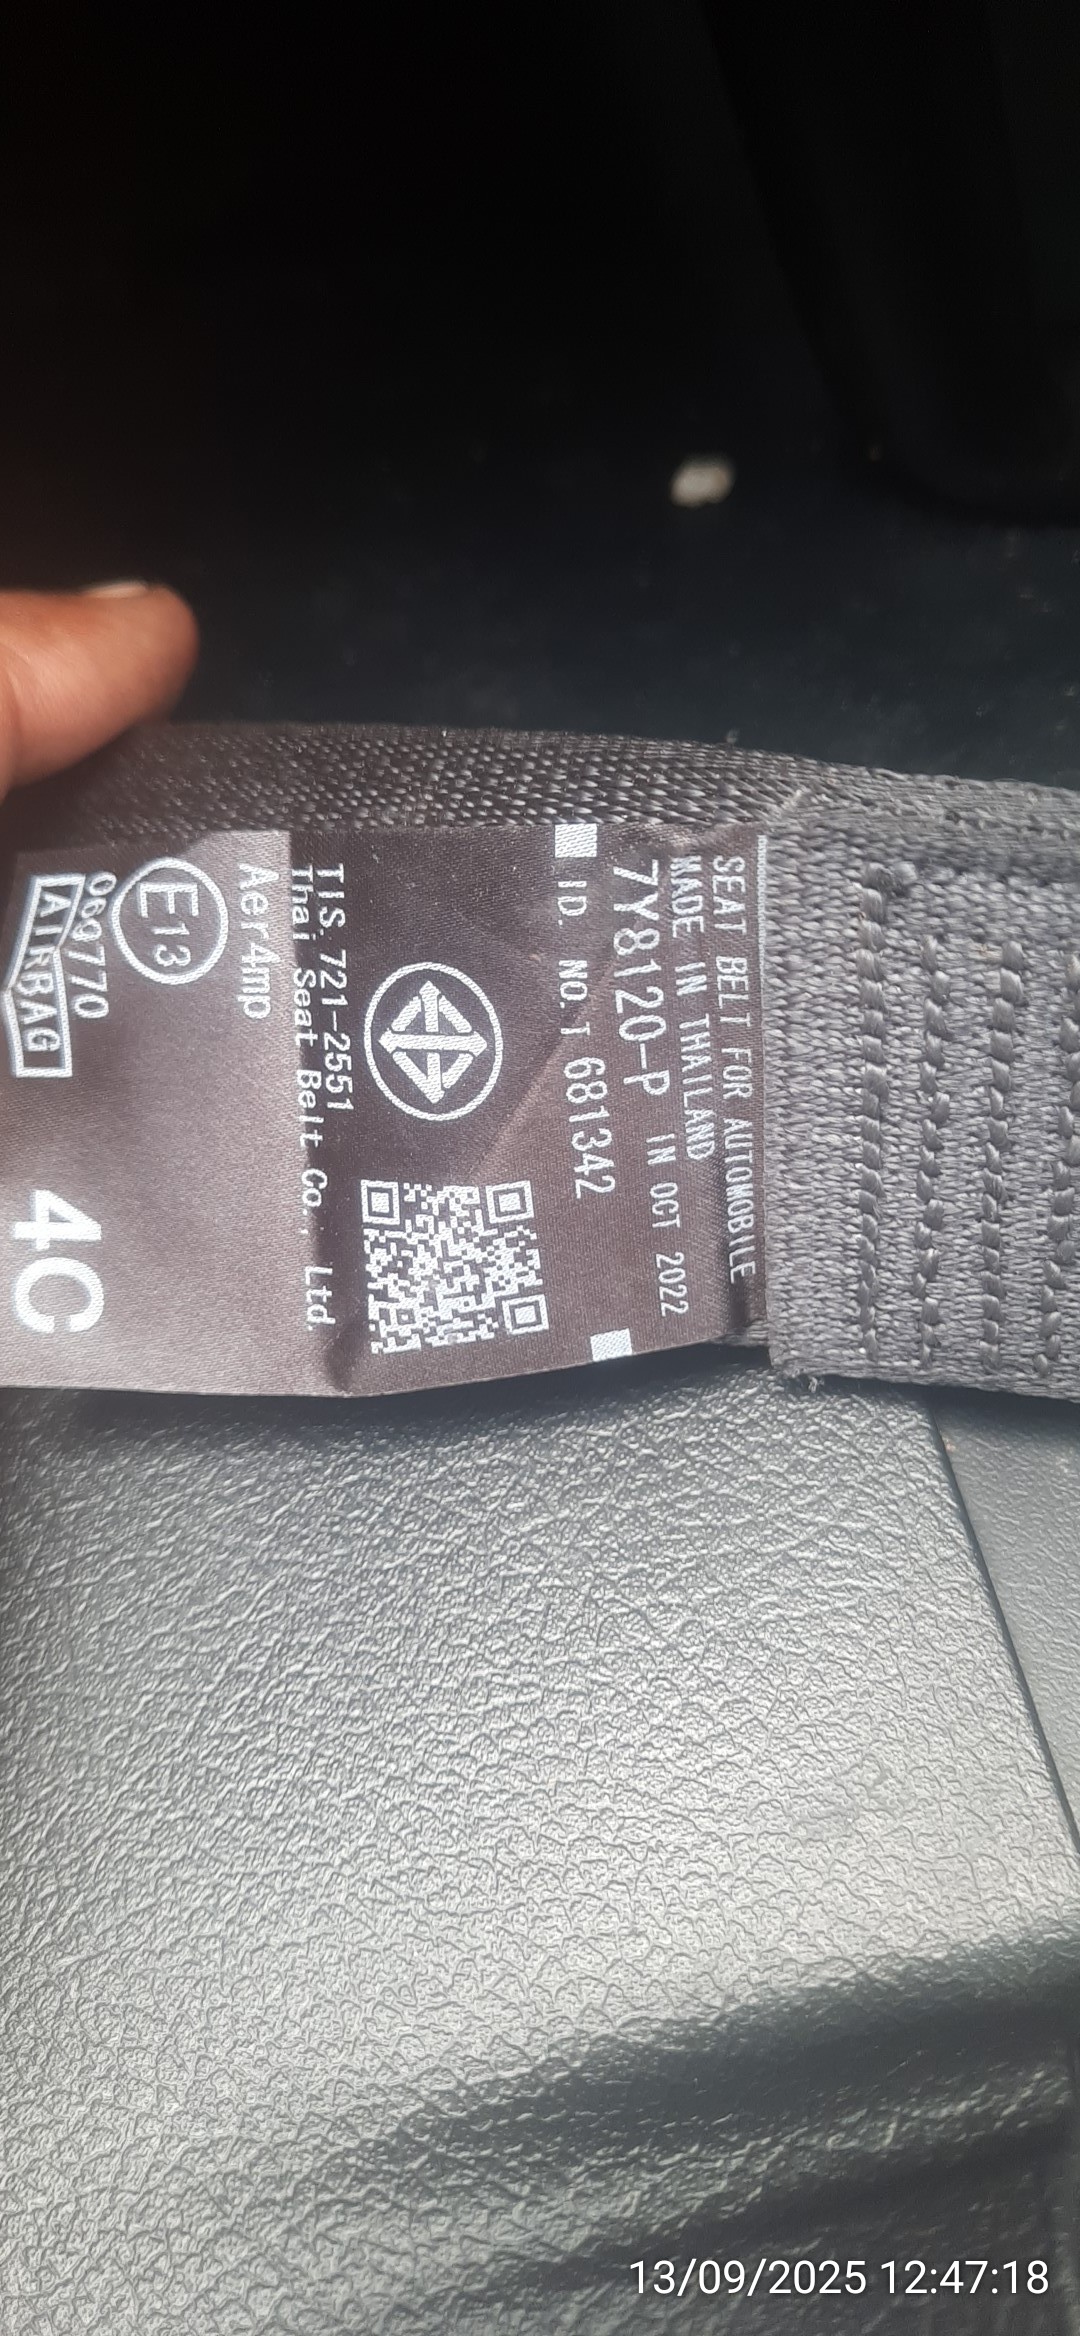 SEAT BELT FOR AUTOMOBILE
MADE IN THAILAND
7Y8120-P IN OCT 2022
ID. NO. T 681342
TIS. 721-2551
Thai Seat Belt Co., Ltd.
Aer4mp
E13
069770
AIRBAG
4C
13/09/2025 12:47:18